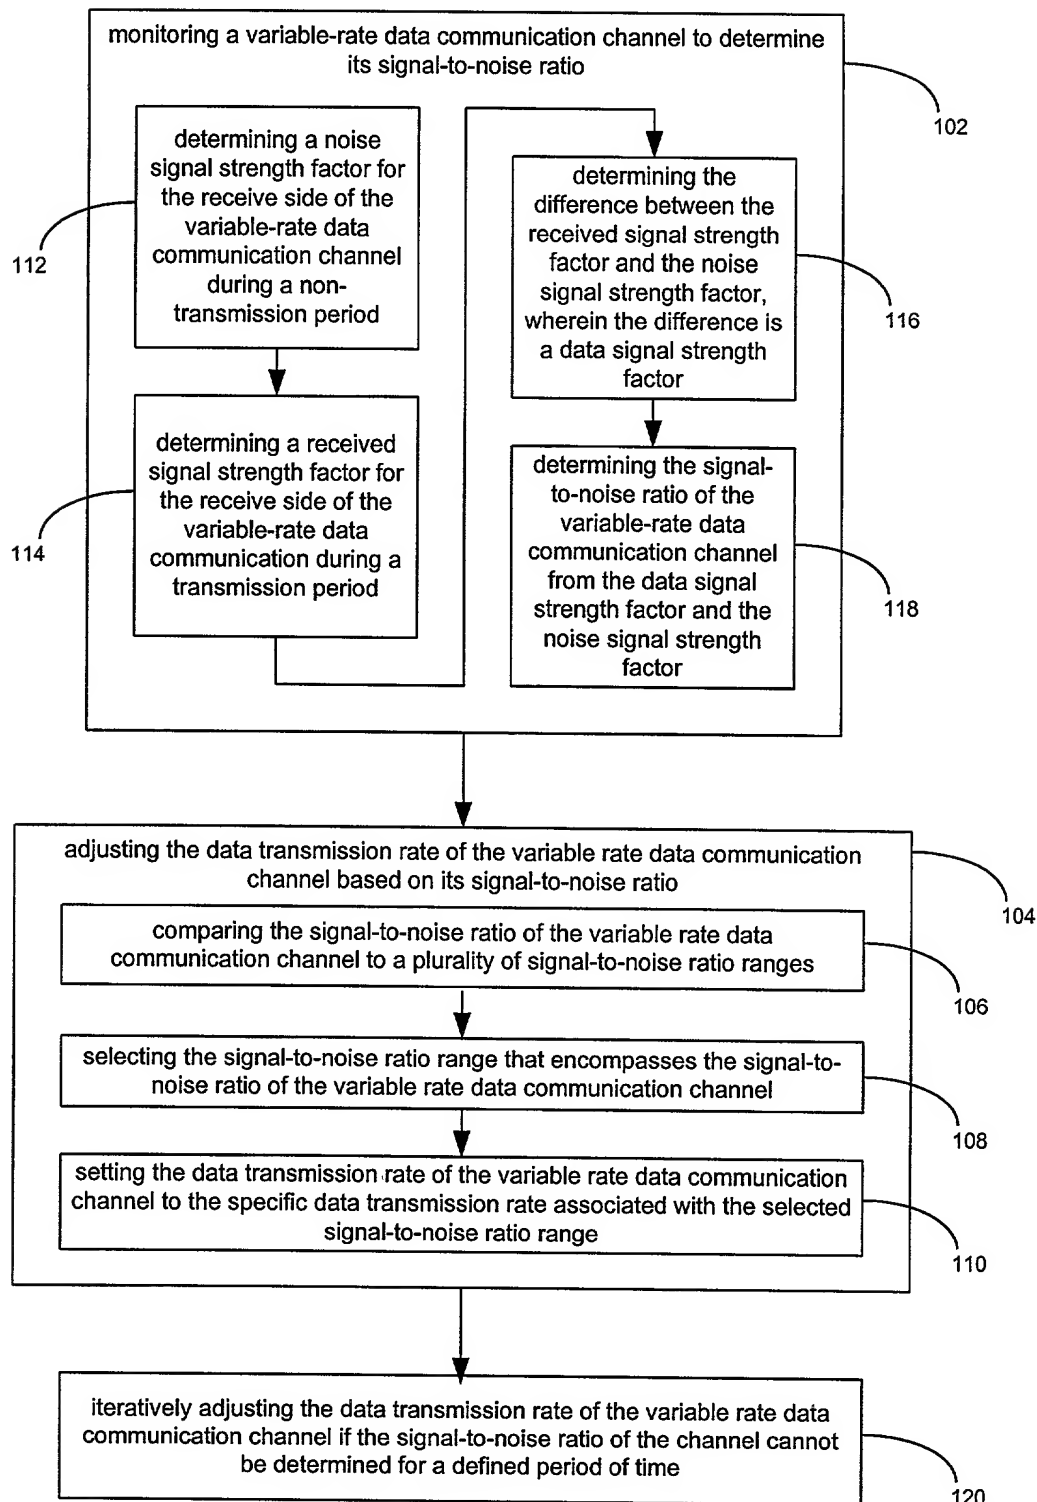 monitoring a variable-rate data communication channel to determine
its signal-to-noise ratio
102
determining a noise
signal strength factor for
the receive side of the
variable-rate data
communication channel
during a non-
transmission period
112
determining a received
signal strength factor for
the receive side of the
variable-rate data
communication during a
transmission period
114
determining the
difference between the
received signal strength
factor and the noise
signal strength factor,
wherein the difference is
a data signal strength
factor
116
determining the signal-
to-noise ratio of the
variable-rate data
communication channel
from the data signal
strength factor and the
noise signal strength
factor
118
adjusting the data transmission rate of the variable rate data communication
channel based on its signal-to-noise ratio
104
comparing the signal-to-noise ratio of the variable rate data
communication channel to a plurality of signal-to-noise ratio ranges
106
selecting the signal-to-noise ratio range that encompasses the signal-to-
noise ratio of the variable rate data communication channel
108
setting the data transmission rate of the variable rate data communication
channel to the specific data transmission rate associated with the selected
signal-to-noise ratio range
110
iteratively adjusting the data transmission rate of the variable rate data
communication channel if the signal-to-noise ratio of the channel cannot
be determined for a defined period of time
120